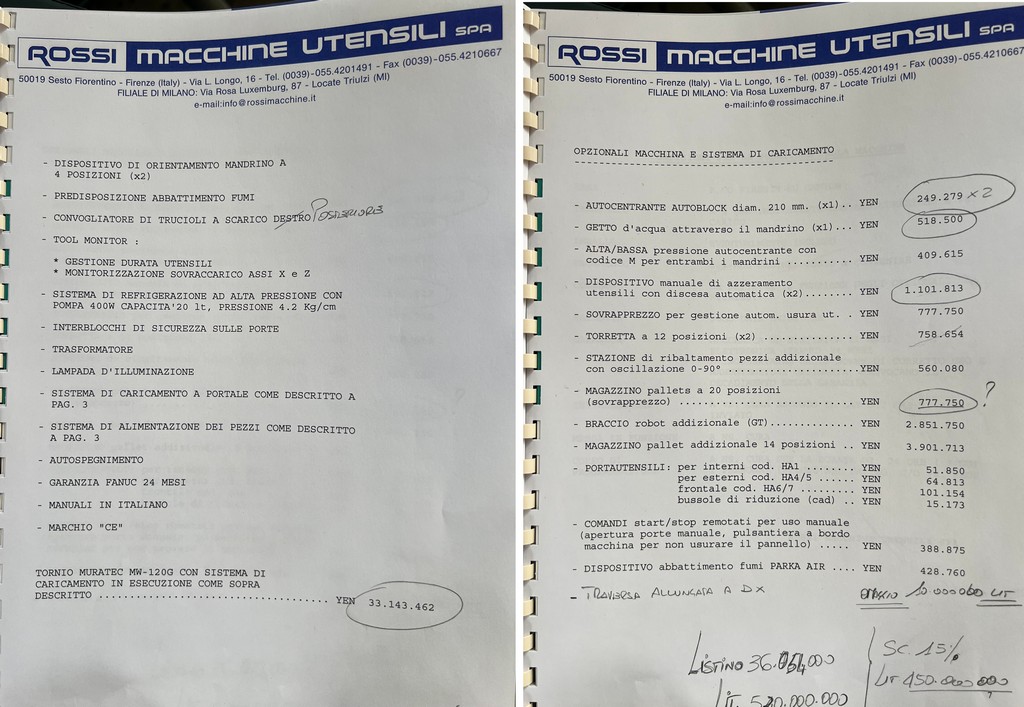 ROSSI MACCHINE UTENSILI SPA
50019 Sesto Fiorentino - Firenze (Italy) - Via L. Longo, 16 - Tel. (0039)-055.4201491 - Fax (0039)-055.4210667
FILIALE DI MILANO: Via Rosa Luxemburg, 87 - Locate Triulzi (MI)
e-mail:info@rossimacchine.it
- DISPOSITIVO DI ORIENTAMENTO MANDRINO A
4 POSIZIONI (x2)
- PREDISPOSIZIONE ABBATTIMENTO FUMI
- CONVOGLIATORE DI TRUCIOLI A SCARICO DESTRO POSTERIORE
- TOOL MONITOR :
* GESTIONE DURATA UTENSILI
* MONITORIZZAZIONE SOVRACCARICO ASSI X e Z
- SISTEMA DI REFRIGERAZIONE AD ALTA PRESSIONE CON
POMPA 400W CAPACITA'20 lt, PRESSIONE 4.2 Kg/cm
- INTERBLOCCHI DI SICUREZZA SULLE PORTE
- TRASFORMATORE
- LAMPADA D'ILLUMINAZIONE
- SISTEMA DI CARICAMENTO A PORTALE COME DESCRITTO A
PAG. 3
- SISTEMA DI ALIMENTAZIONE DEI PEZZI COME DESCRITTO
A PAG. 3
- AUTOSPEGNIMENTO
- GARANZIA FANUC 24 MESI
- MANUALI IN ITALIANO
- MARCHIO "CE"
TORNIO MURATEC MW-120G CON SISTEMA DI
CARICAMENTO IN ESECUZIONE COME SOPRA
DESCRITTO .................................. YEN 33.143.462
ROSSI MACCHINE UTENSILI SPA
50019 Sesto Fiorentino - Firenze (Italy) - Via L. Longo, 16 - Tel. (0039)-055.4201491 - Fax (0039)-055.4210667
FILIALE DI MILANO: Via Rosa Luxemburg, 87 - Locate Triulzi (MI)
e-mail:info@rossimacchine.it
OPZIONALI MACCHINA E SISTEMA DI CARICAMENTO
- AUTOCENTRANTE AUTOBLOCK diam. 210 mm. (x1).. YEN 249.279 x 2
- GETTO d'acqua attraverso il mandrino (x1)... YEN 518.500
- ALTA/BASSA pressione autocentrante con
codice M per entrambi i mandrini .......... YEN 409.615
- DISPOSITIVO manuale di azzeramento
utensili con discesa automatica (x2)....... YEN 1.101.813
- SOVRAPREZZO per gestione autom. usura ut. . YEN 777.750
- TORRETTA a 12 posizioni (x2) .............. YEN 758.654
- STAZIONE di ribaltamento pezzi addizionale
con oscillazione 0-90° ....................YEN 560.080
- MAGAZZINO pallets a 20 posizioni
(sovrapprezzo) ........................... YEN 777.750 ?
- BRACCIO robot addizionale (GT)............. YEN 2.851.750
- MAGAZZINO pallet addizionale 14 posizioni .. YEN 3.901.713
- PORTAUTENSILI: per interni cod. HA1 ........ YEN 51.850
per esterni cod. HA4/5 ...... YEN 64.813
frontale cod. HA6/7 ......... YEN 101.154
bussole di riduzione (cad) .. YEN 15.173
- COMANDI start/stop remotati per uso manuale
(apertura porte manuale, pulsantiera a bordo
macchina per non usurare il pannello) ..... YEN 388.875
- DISPOSITIVO abbattimento fumi PARKA AIR .... YEN 428.760
- TRAVERSA ALLUNGATA A DX
10.000.000 LIT
LISTINO
LIT. 520.000.000
SC. 15%
LIT 450.000.000
?